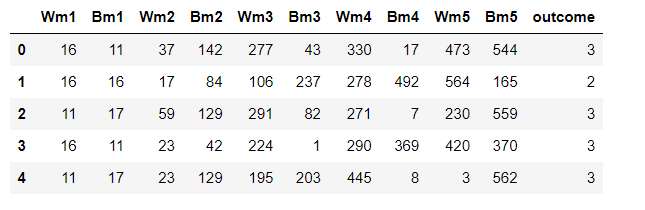 Wm1 Bm1 Wm2 Bm2 Wm3 Bm3 Wm4 Bm4 Wm5 Bm5 outcome
0 16 11 37 142 277 43 330 17 473 544 3
1 16 16 17 84 106 237 278 492 564 165 2
2 11 17 59 129 291 82 271 7 230 559 3
3 16 11 23 42 224 1 290 369 420 370 3
4 11 17 23 129 195 203 445 8 3 562 3